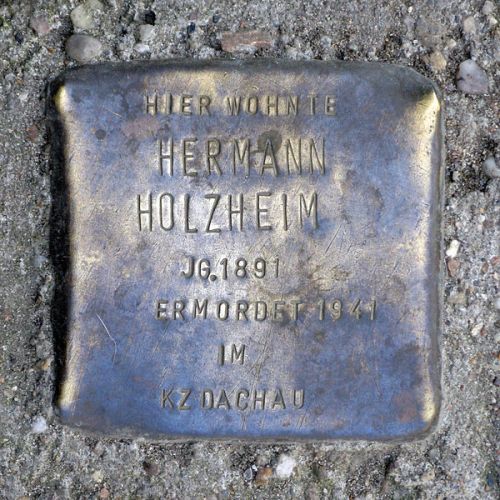 HIER WOHNTE
HERMANN
HOLZHEIM
JG. 1891
ERMORDET 1941
IM
KZ DACHAU